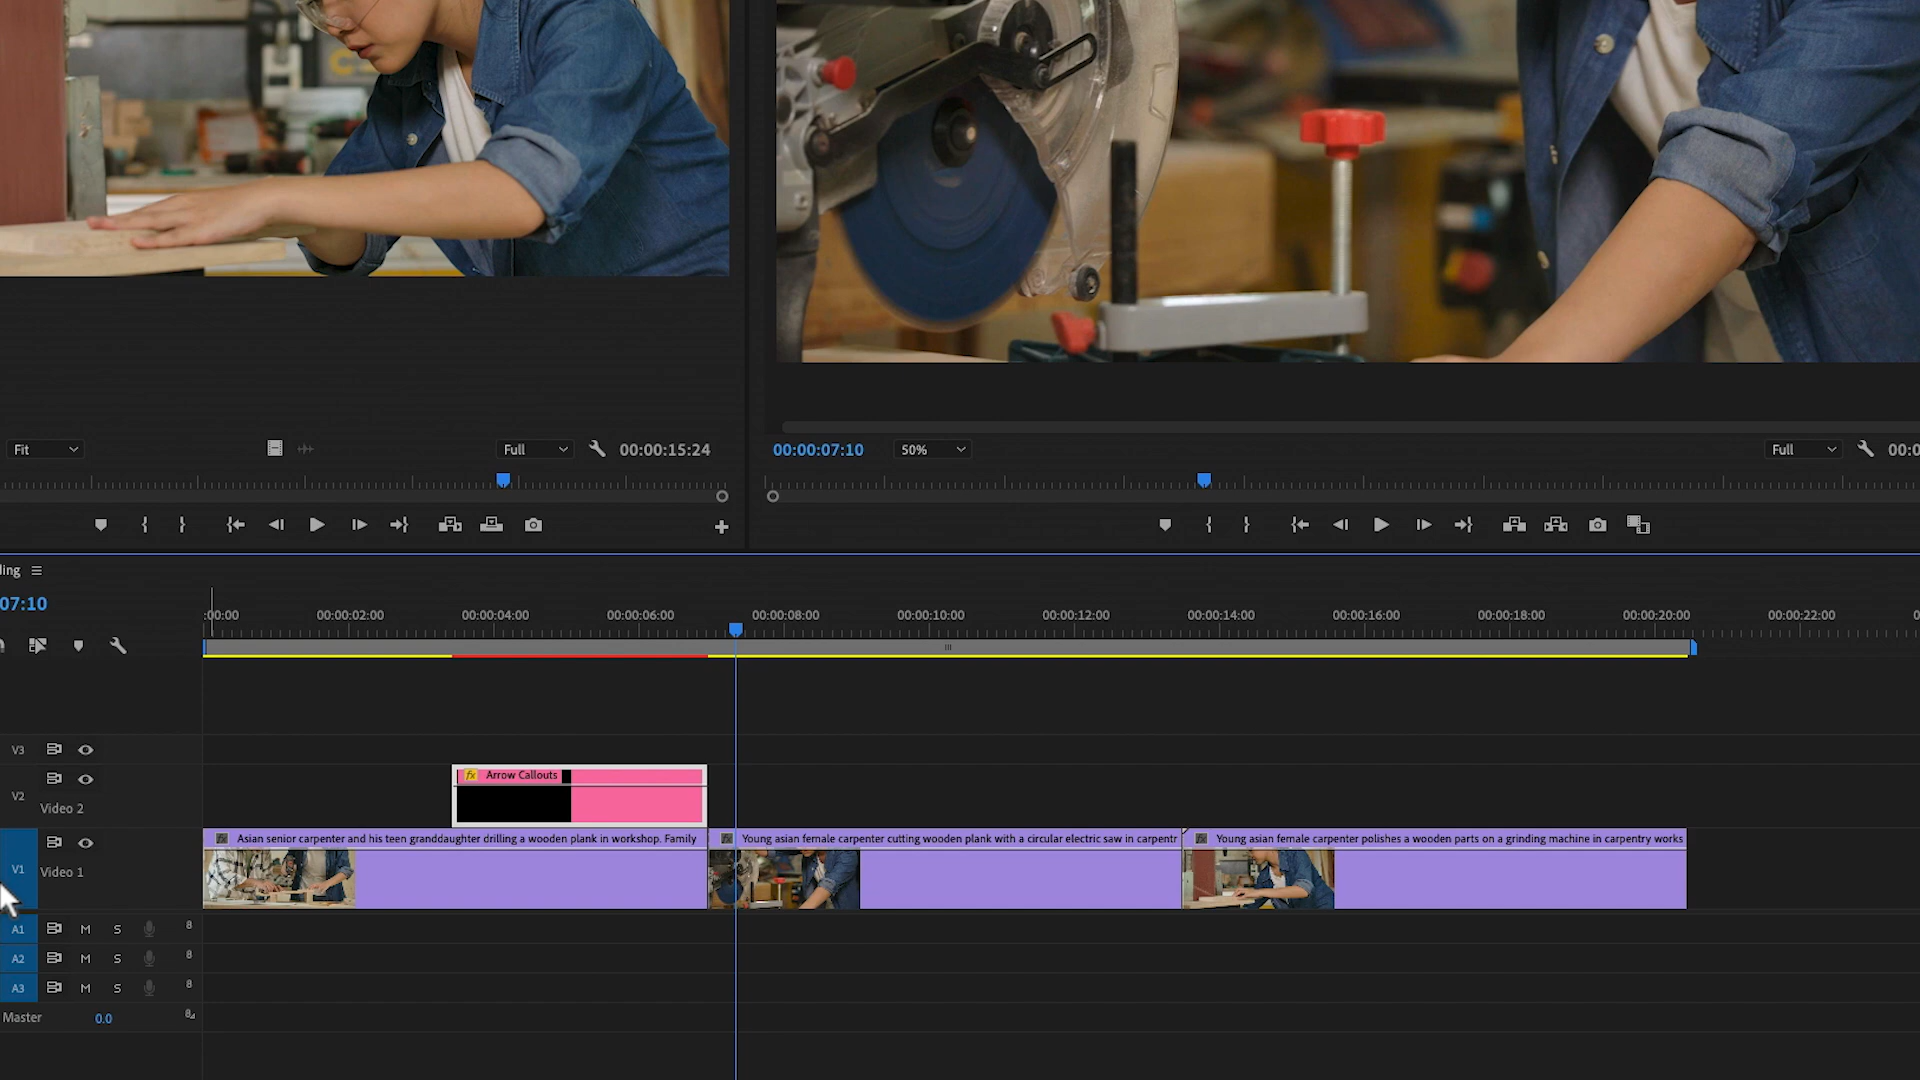 Fit
Full
00:00:15:24
00:00:07:10
50%
Full
00:0
ling
07:10
:00:00
00:00:02:00
00:00:04:00
00:00:06:00
00:00:08:00
00:00:10:00
00:00:12:00
00:00:14:00
00:00:16:00
00:00:18:00
00:00:20:00
00:00:22:00
V3
fx Arrow Callouts
V2
Video 2
fx Asian senior carpenter and his teen granddaughter drilling a wooden plank in workshop. Family
fx Young asian female carpenter cutting wooden plank with a circular electric saw in carpentr
fx Young asian female carpenter polishes a wooden parts on a grinding machine in carpentry works
V1
Video 1
A1 M S
A2 M S
A3 M S
Master 0.0